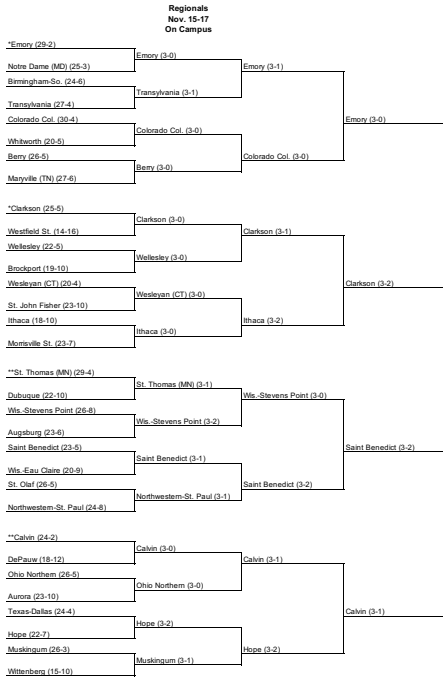 Regionals
Nov. 15-17
On Campus
*Emory (29-2)
Emory (3-0)
Notre Dame (MD) (25-3)
Emory (3-1)
Birmingham-So. (24-6)
Transylvania (3-1)
Transylvania (27-4)
Emory (3-0)
Colorado Col. (30-4)
Colorado Col. (3-0)
Whitworth (20-5)
Colorado Col. (3-0)
Berry (26-5)
Berry (3-0)
Maryville (TN) (27-6)
*Clarkson (25-5)
Clarkson (3-0)
Westfield St. (14-16)
Clarkson (3-1)
Wellesley (22-5)
Wellesley (3-0)
Brockport (19-10)
Clarkson (3-2)
Wesleyan (CT) (20-4)
Wesleyan (CT) (3-0)
St. John Fisher (23-10)
Ithaca (3-2)
Ithaca (18-10)
Ithaca (3-0)
Morrisville St. (23-7)
**St. Thomas (MN) (29-4)
St. Thomas (MN) (3-1)
Dubuque (22-10)
Wis.-Stevens Point (3-0)
Wis.-Stevens Point (26-8)
Wis.-Stevens Point (3-2)
Augsburg (23-6)
Saint Benedict (3-2)
Saint Benedict (23-5)
Saint Benedict (3-1)
Wis.-Eau Claire (20-9)
Saint Benedict (3-2)
St. Olaf (26-5)
Northwestern-St. Paul (3-1)
Northwestern-St. Paul (24-8)
**Calvin (24-2)
Calvin (3-0)
DePauw (18-12)
Calvin (3-1)
Ohio Northern (26-5)
Ohio Northern (3-0)
Aurora (23-10)
Calvin (3-1)
Texas-Dallas (24-4)
Hope (3-2)
Hope (22-7)
Hope (3-2)
Muskingum (26-3)
Muskingum (3-1)
Wittenberg (15-10)